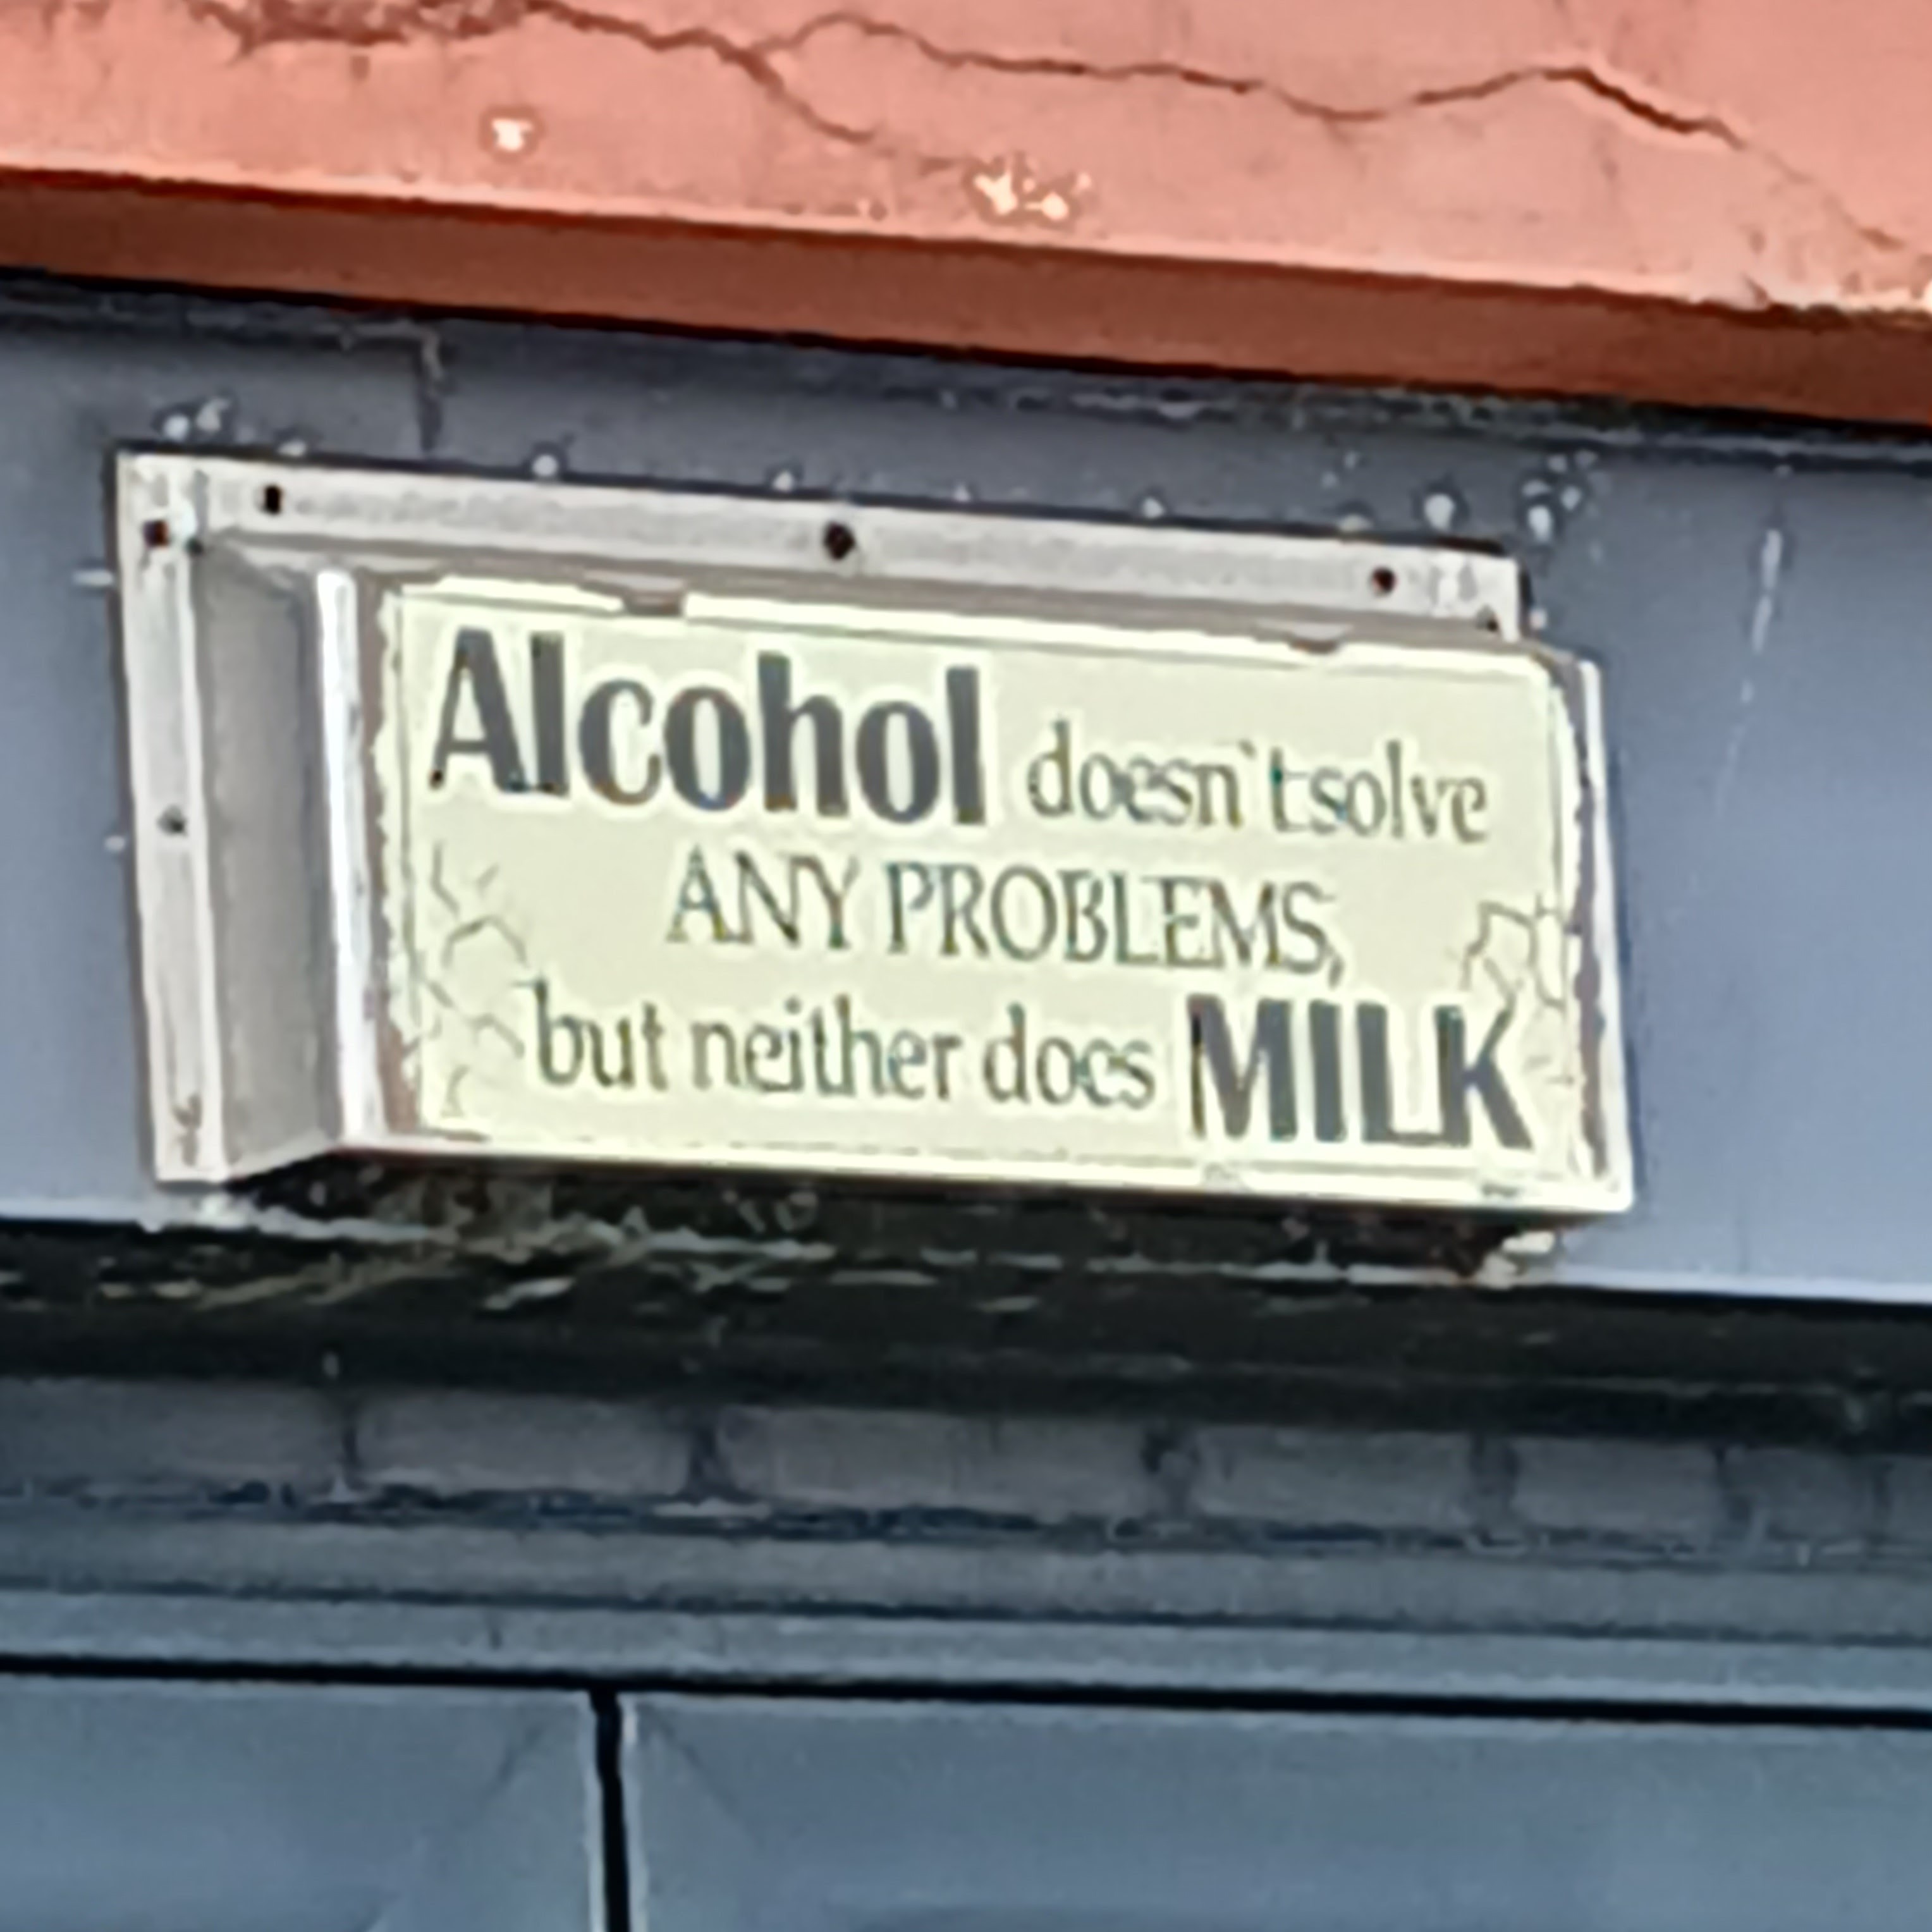 Alcohol doesn`t solve
ANY PROBLEMS,
but neither does MILK